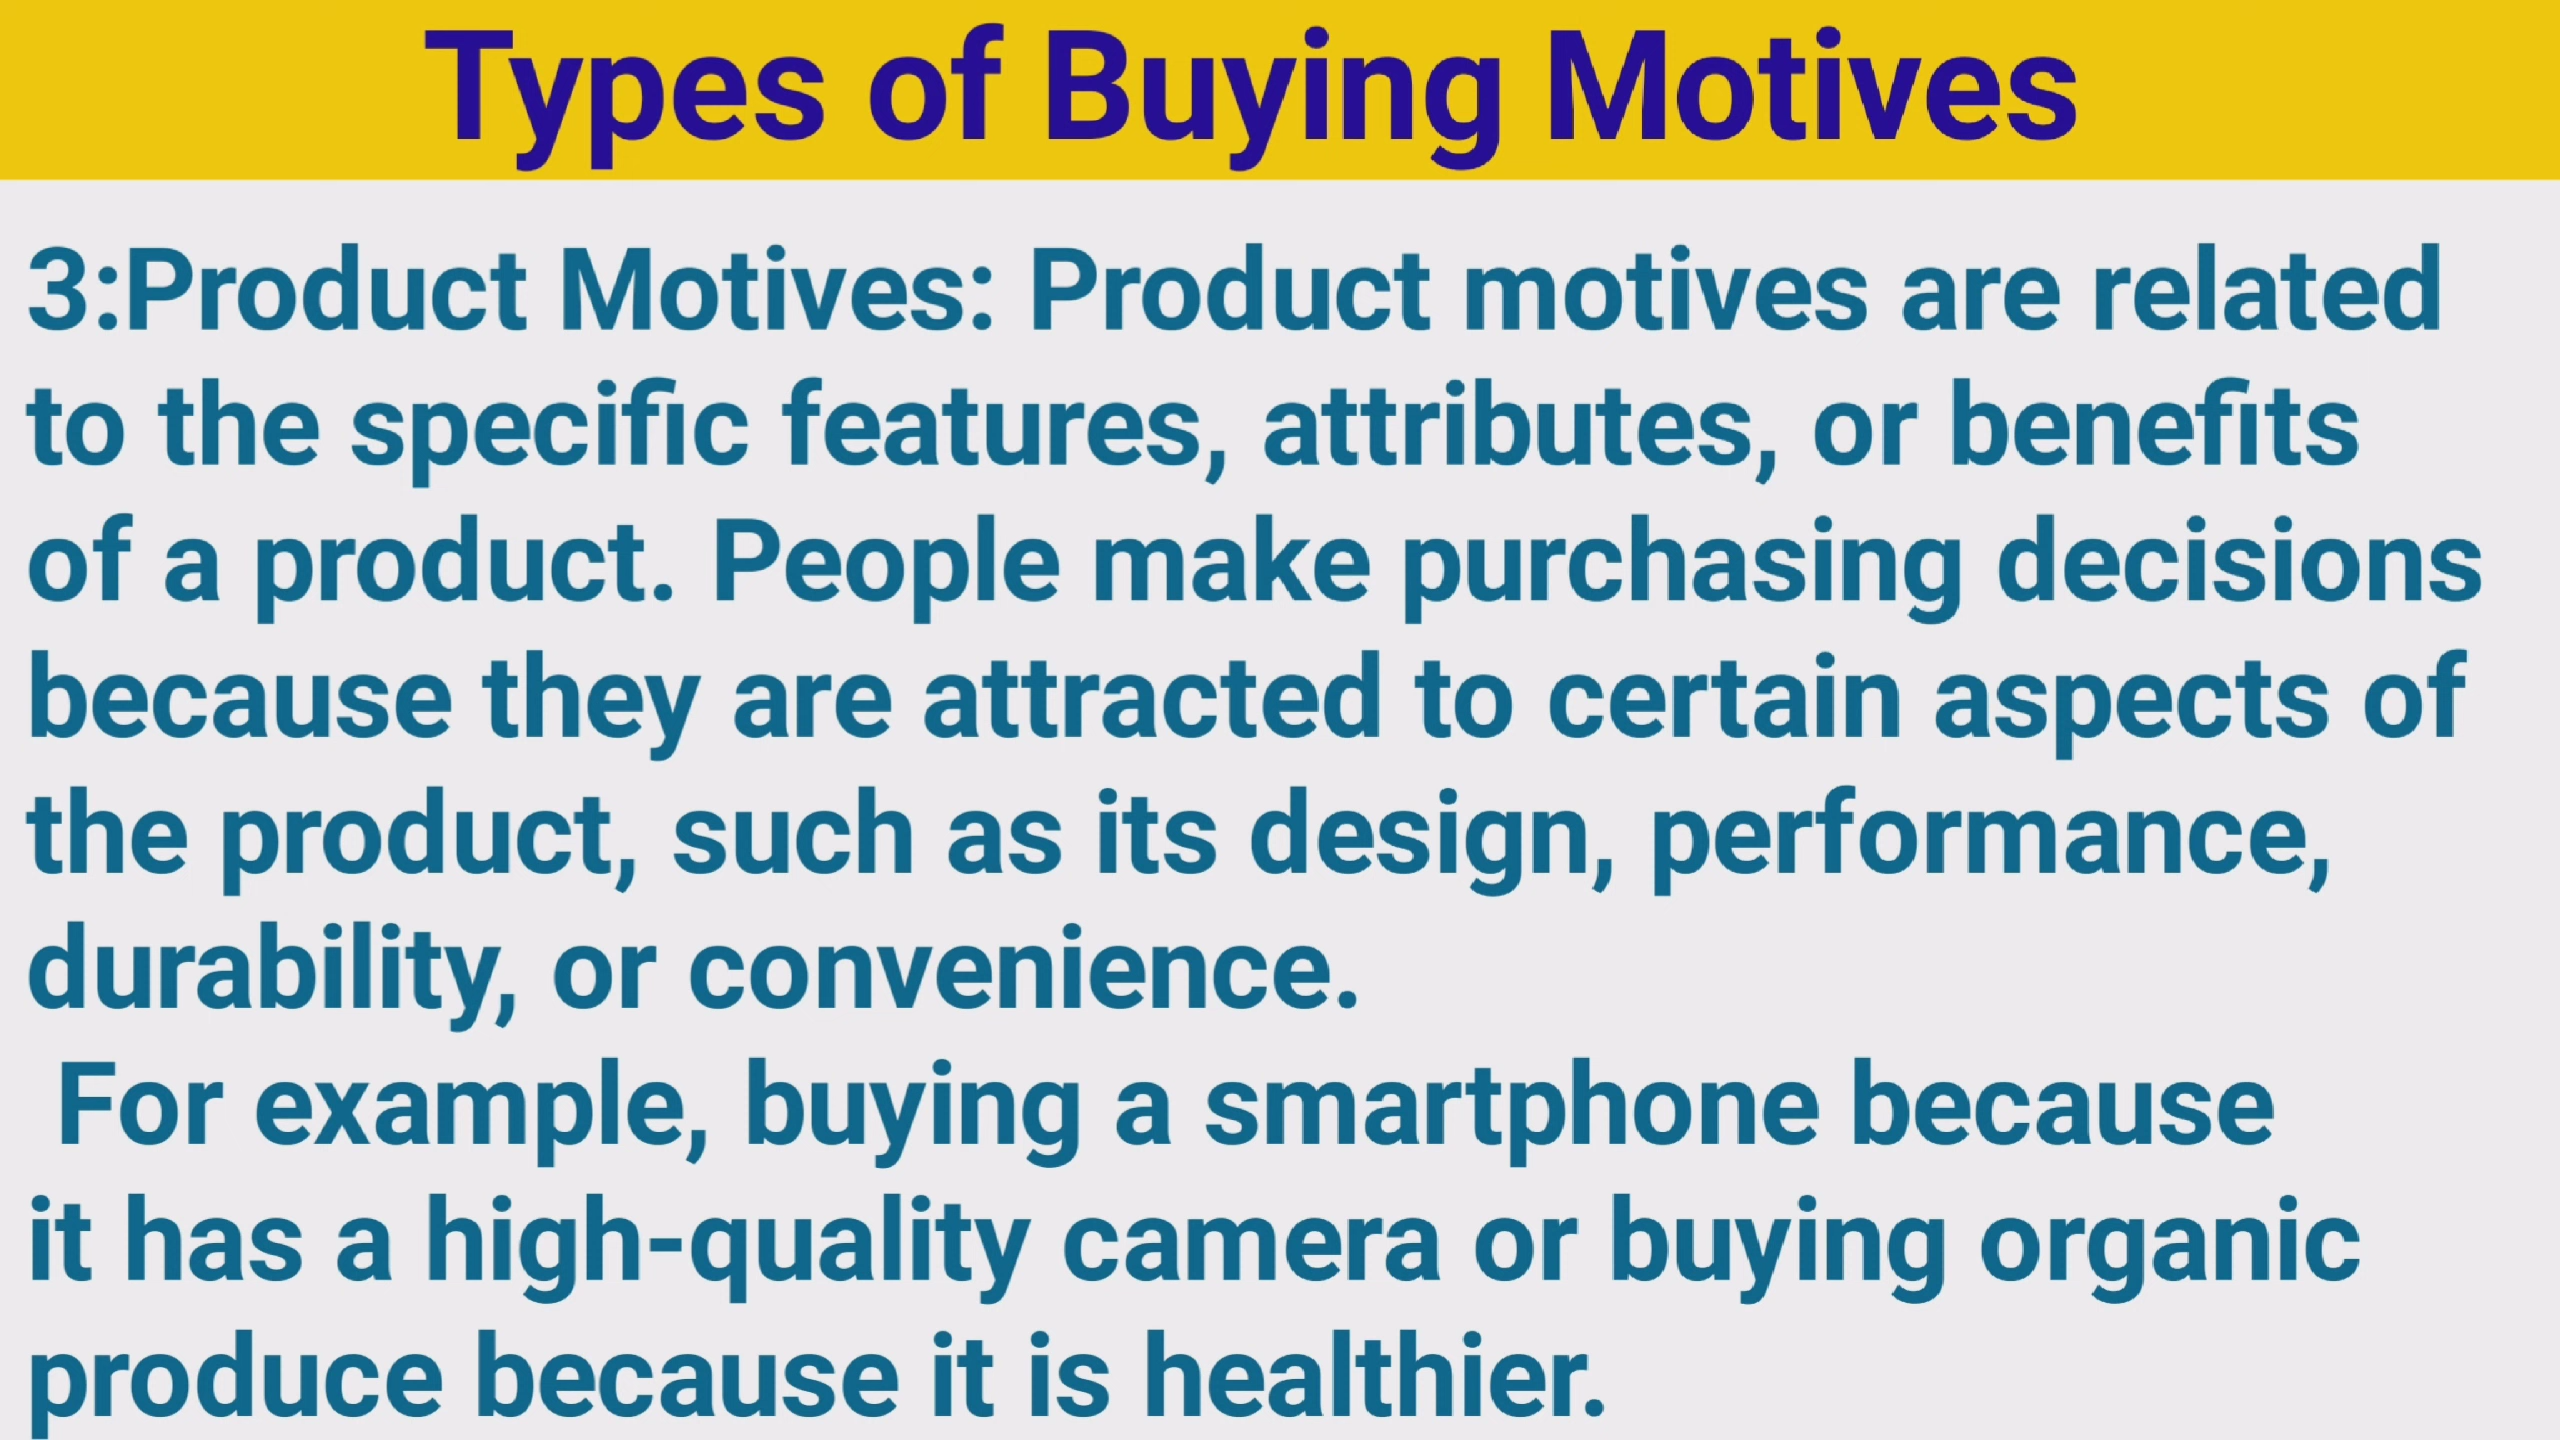 Types of Buying Motives
3:Product Motives: Product motives are related
to the specific features, attributes, or benefits
of a product. People make purchasing decisions
because they are attracted to certain aspects of
the product, such as its design, performance,
durability, or convenience.
For example, buying a smartphone because
it has a high-quality camera or buying organic
produce because it is healthier.